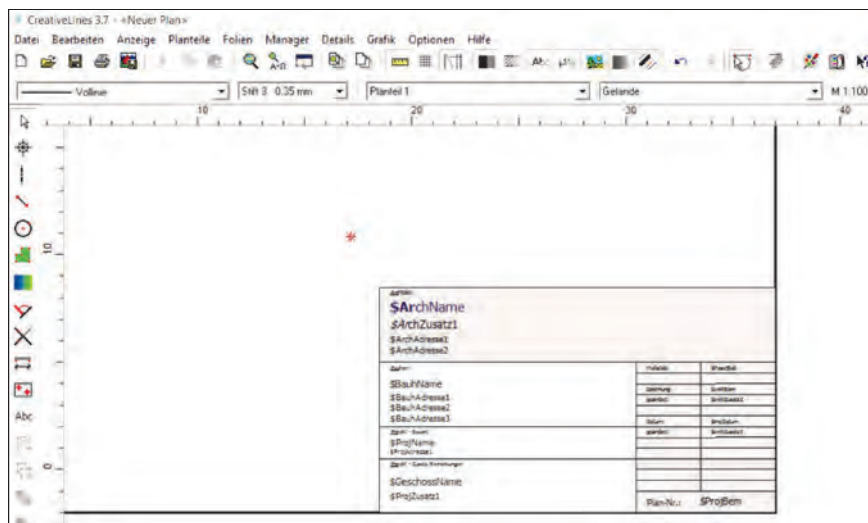 CreativeLines 3.7 - «Neuer Plan»
Datei Bearbeiten Anzeige Planteile Folien Manager Details Grafik Optionen Hilfe
Vollinie Stift 3 0.35 mm Planteil 1 Gelände M 1:100
10 20 30 40
10
Abc
0
$ArchName
$ArchZusatz1
$ArchAdresse1
$ArchAdresse2
$BauhName
$BauhAdresse1
$BauhAdresse2
$BauhAdresse3
$ProjName
$ProjAdresse1
$GeschossName
$ProjZusatz1
Plan-Nr.: $ProjBem